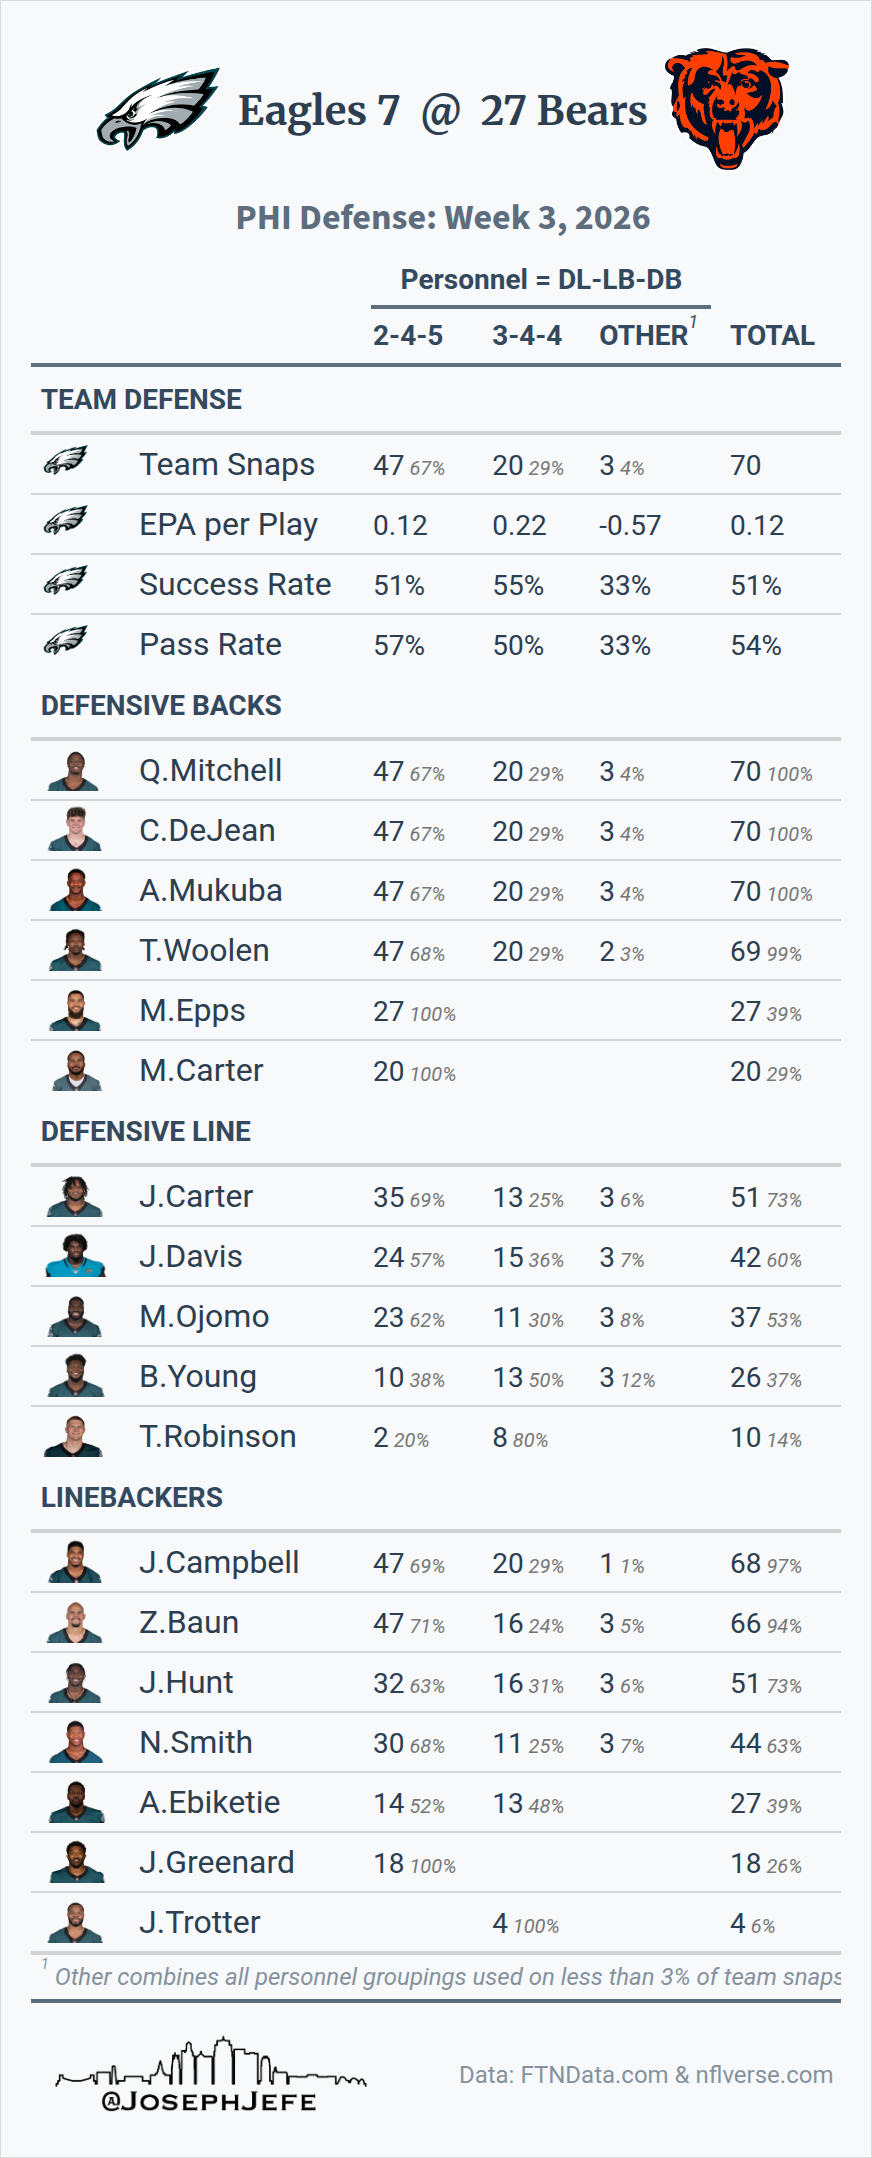 Eagles 7 @ 27 Bears
PHI Defense: Week 3, 2026
Personnel = DL-LB-DB
2-4-5 3-4-4 OTHER1 TOTAL
TEAM DEFENSE
Team Snaps 47 67% 20 29% 3 4% 70
EPA per Play 0.12 0.22 -0.57 0.12
Success Rate 51% 55% 33% 51%
Pass Rate 57% 50% 33% 54%
DEFENSIVE BACKS
Q.Mitchell 47 67% 20 29% 3 4% 70 100%
C.DeJean 47 67% 20 29% 3 4% 70 100%
A.Mukuba 47 67% 20 29% 3 4% 70 100%
T.Woolen 47 68% 20 29% 2 3% 69 99%
M.Epps 27 100% 27 39%
M.Carter 20 100% 20 29%
DEFENSIVE LINE
J.Carter 35 69% 13 25% 3 6% 51 73%
J.Davis 24 57% 15 36% 3 7% 42 60%
M.Ojomo 23 62% 11 30% 3 8% 37 53%
B.Young 10 38% 13 50% 3 12% 26 37%
T.Robinson 2 20% 8 80% 10 14%
LINEBACKERS
J.Campbell 47 69% 20 29% 1 1% 68 97%
Z.Baun 47 71% 16 24% 3 5% 66 94%
J.Hunt 32 63% 16 31% 3 6% 51 73%
N.Smith 30 68% 11 25% 3 7% 44 63%
A.Ebiketie 14 52% 13 48% 27 39%
J.Greenard 18 100% 18 26%
J.Trotter 4 100% 4 6%
1 Other combines all personnel groupings used on less than 3% of team snaps
@JOSEPHJEFE
Data: FTNData.com & nflverse.com